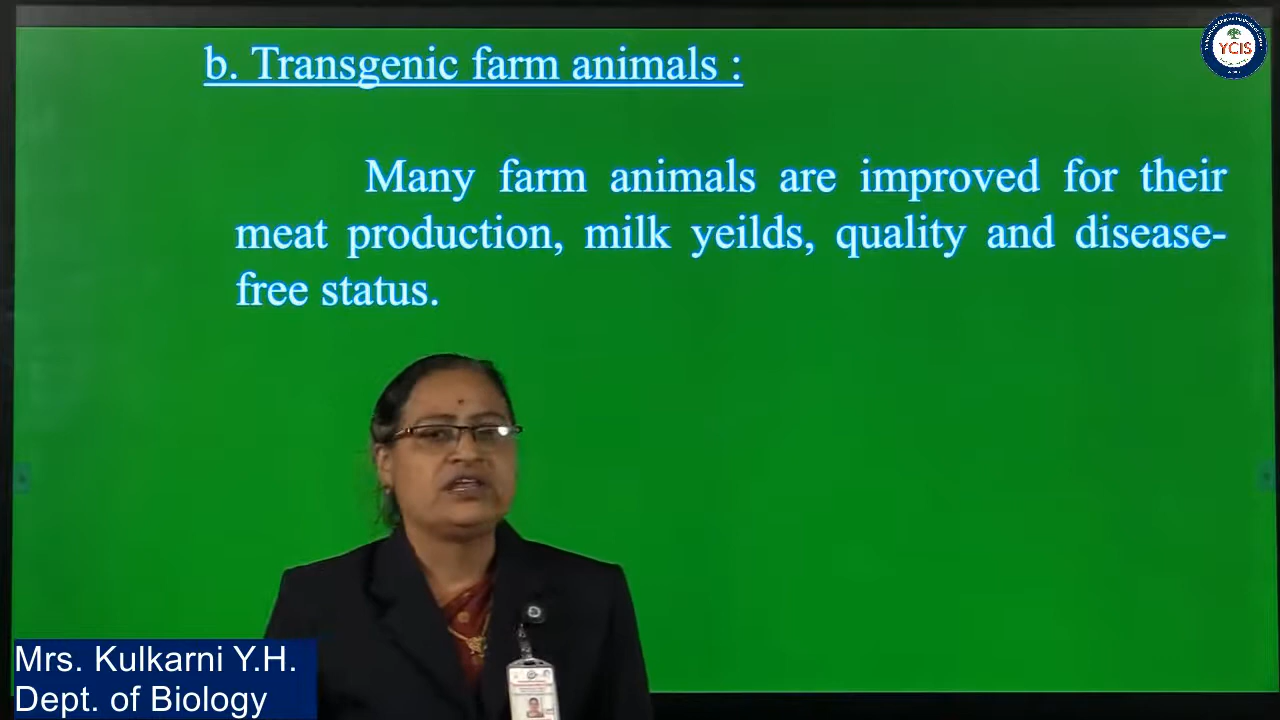 b. Transgenic farm animals :
Many farm animals are improved for their
meat production, milk yeilds, quality and disease-
free status.
YCIS
Mrs. Kulkarni Y.H.
Dept. of Biology